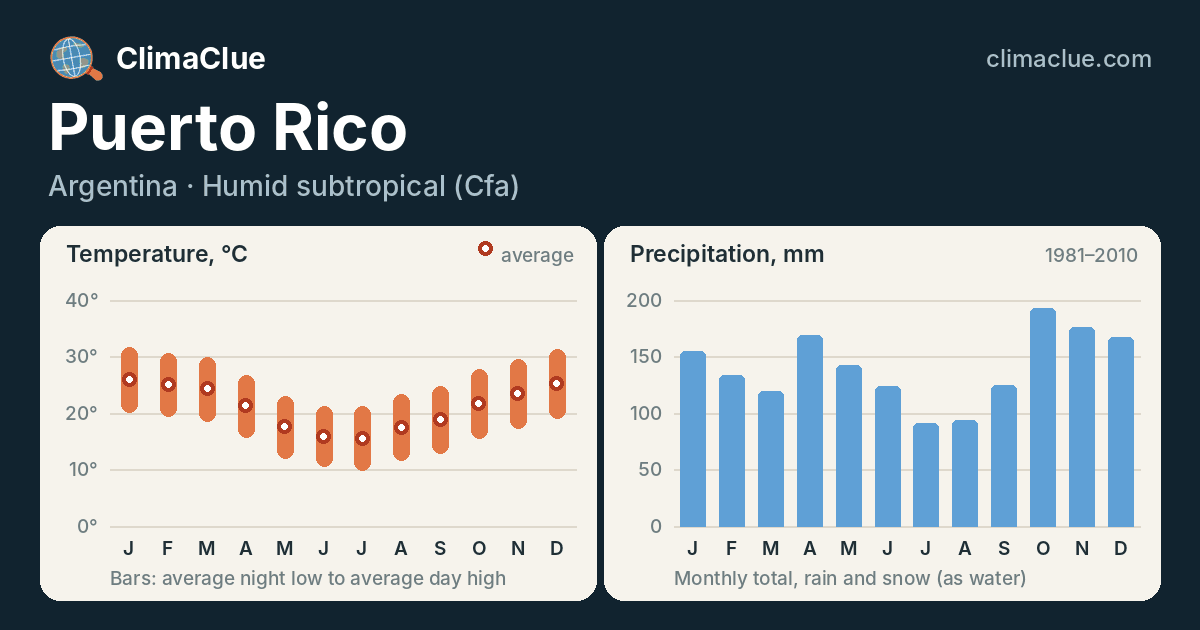 ClimaClue
climaclue.com
Puerto Rico
Argentina · Humid subtropical (Cfa)
Temperature, °C
average
40°
30°
20°
10°
0°
J F M A M J J A S O N D
Bars: average night low to average day high
Precipitation, mm
1981–2010
200
150
100
50
0
J F M A M J J A S O N D
Monthly total, rain and snow (as water)